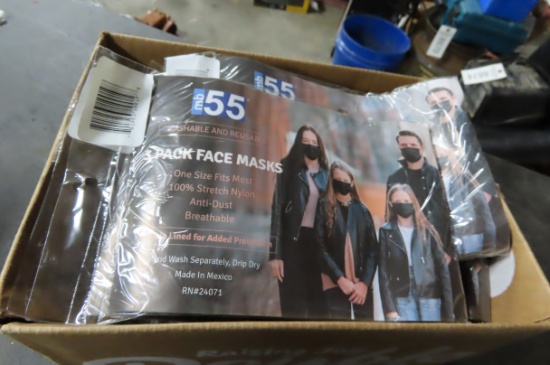 mb 55
55
WASHABLE AND REUSABLE
PACK FACE MASKS
One Size Fits Most
100% Stretch Nylon
Anti-Dust
Breathable
Lined for Added
Wash Separately, Drip Dry
Made In Mexico
RN#24071